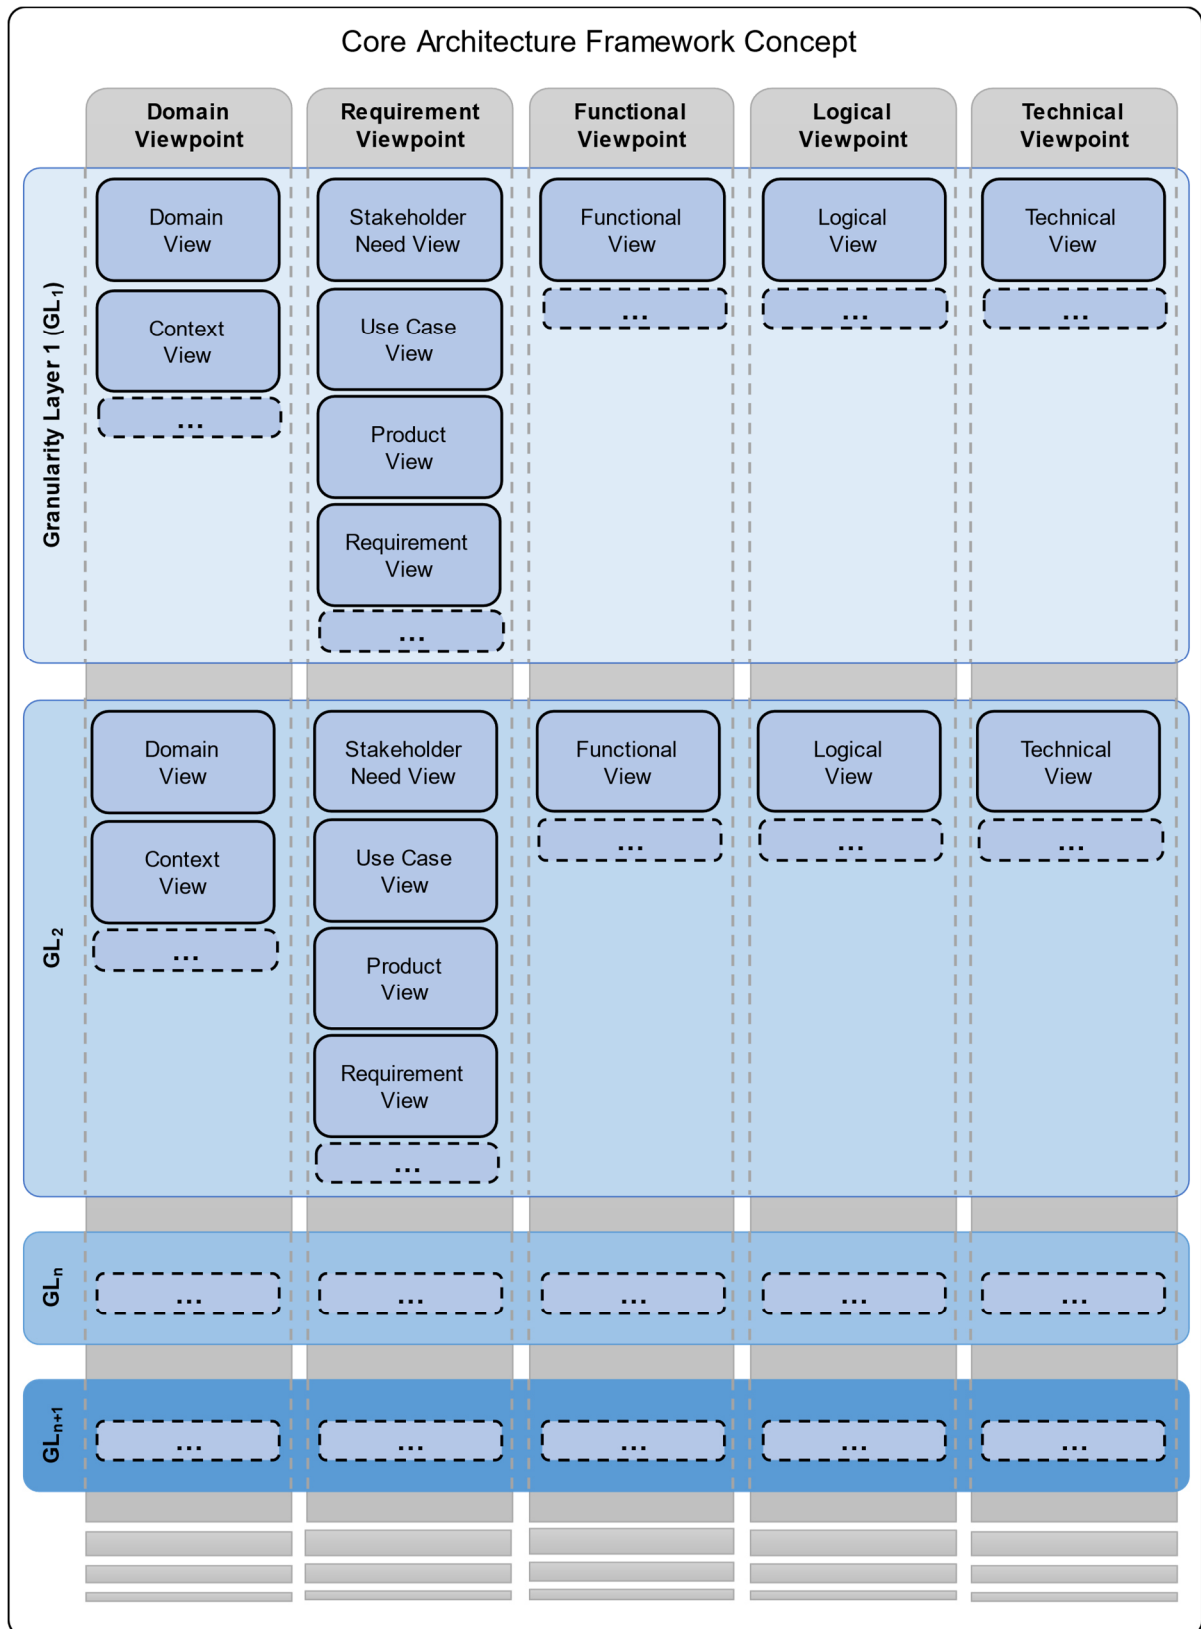 Core Architecture Framework Concept
Domain
Viewpoint
Requirement
Viewpoint
Functional
Viewpoint
Logical
Viewpoint
Technical
Viewpoint
Granularity Layer 1 (GL₁)
Domain
View
Context
View
...
Stakeholder
Need View
Use Case
View
Product
View
Requirement
View
...
Functional
View
...
Logical
View
...
Technical
View
...
GL₂
Domain
View
Context
View
...
Stakeholder
Need View
Use Case
View
Product
View
Requirement
View
...
Functional
View
...
Logical
View
...
Technical
View
...
GLₙ
...
...
...
...
...
GLₙ₊₁
...
...
...
...
...